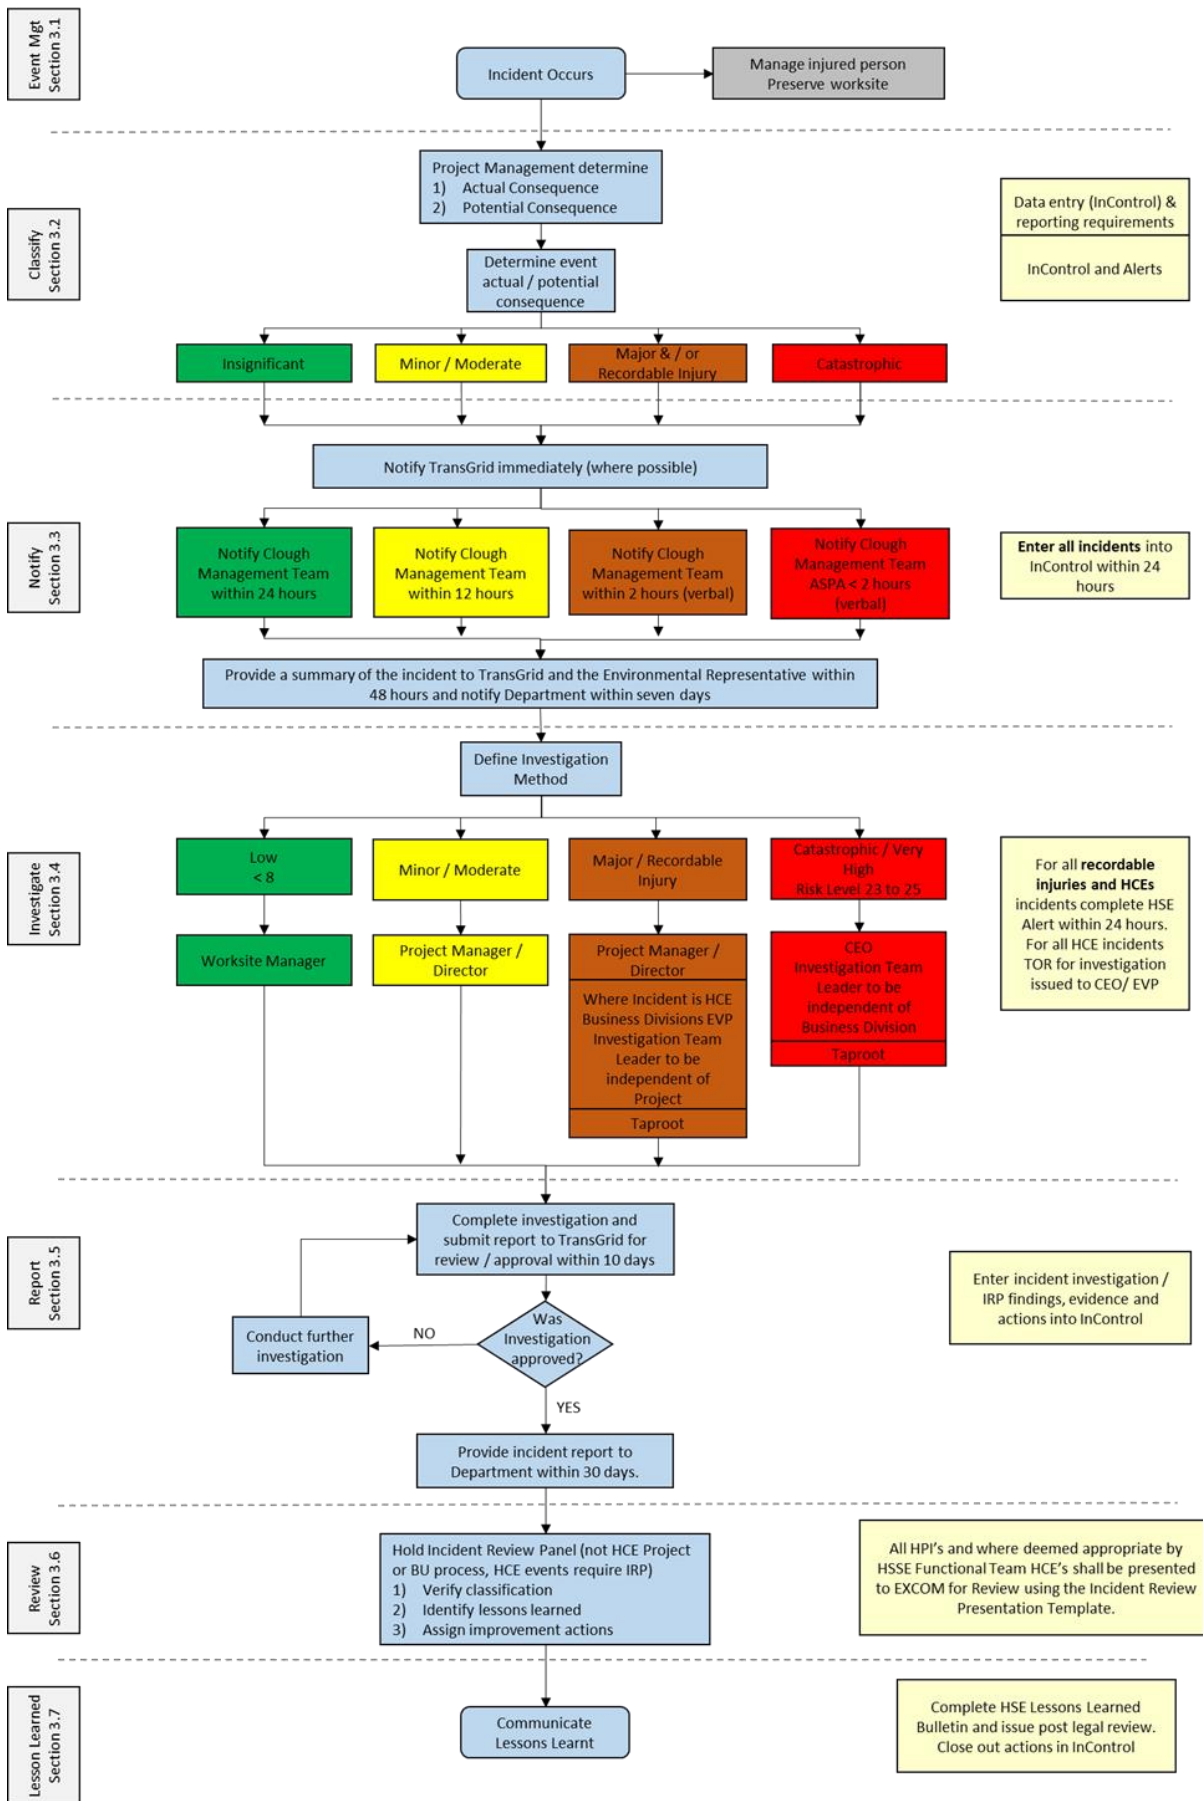 Event Mgt
Section 3.1
Incident Occurs
Manage injured person
Preserve worksite
Classify
Section 3.2
Project Management determine
1) Actual Consequence
2) Potential Consequence
Data entry (InControl) &
reporting requirements
InControl and Alerts
Determine event
actual / potential
consequence
Insignificant
Minor / Moderate
Major & / or
Recordable Injury
Catastrophic
Notify
Section 3.3
Notify TransGrid immediately (where possible)
Notify Clough
Management Team
within 24 hours
Notify Clough
Management Team
within 12 hours
Notify Clough
Management Team
within 2 hours (verbal)
Notify Clough
Management Team
ASPA < 2 hours
(verbal)
Enter all incidents into
InControl within 24
hours
Provide a summary of the incident to TransGrid and the Environmental Representative within
48 hours and notify Department within seven days
Investigate
Section 3.4
Define Investigation
Method
Low
< 8
Minor / Moderate
Major / Recordable
Injury
Catastrophic / Very
High
Risk Level 23 to 25
Worksite Manager
Project Manager /
Director
Project Manager /
Director
Where Incident is HCE
Business Divisions EVP
Investigation Team
Leader to be
independent of
Project
Taproot
CEO
Investigation Team
Leader to be
independent of
Business Division
Taproot
For all recordable
injuries and HCEs
incidents complete HSE
Alert within 24 hours.
For all HCE incidents
TOR for investigation
issued to CEO/ EVP
Report
Section 3.5
Complete investigation and
submit report to TransGrid for
review / approval within 10 days
Was
Investigation
approved?
NO
Conduct further
investigation
YES
Provide incident report to
Department within 30 days.
Enter incident investigation /
IRP findings, evidence and
actions into InControl
Review
Section 3.6
Hold Incident Review Panel (not HCE Project
or BU process, HCE events require IRP)
1) Verify classification
2) Identify lessons learned
3) Assign improvement actions
All HPI's and where deemed appropriate by
HSSE Functional Team HCE's shall be presented
to EXCOM for Review using the Incident Review
Presentation Template.
Lesson Learned
Section 3.7
Communicate
Lessons Learnt
Complete HSE Lessons Learned
Bulletin and issue post legal review.
Close out actions in InControl